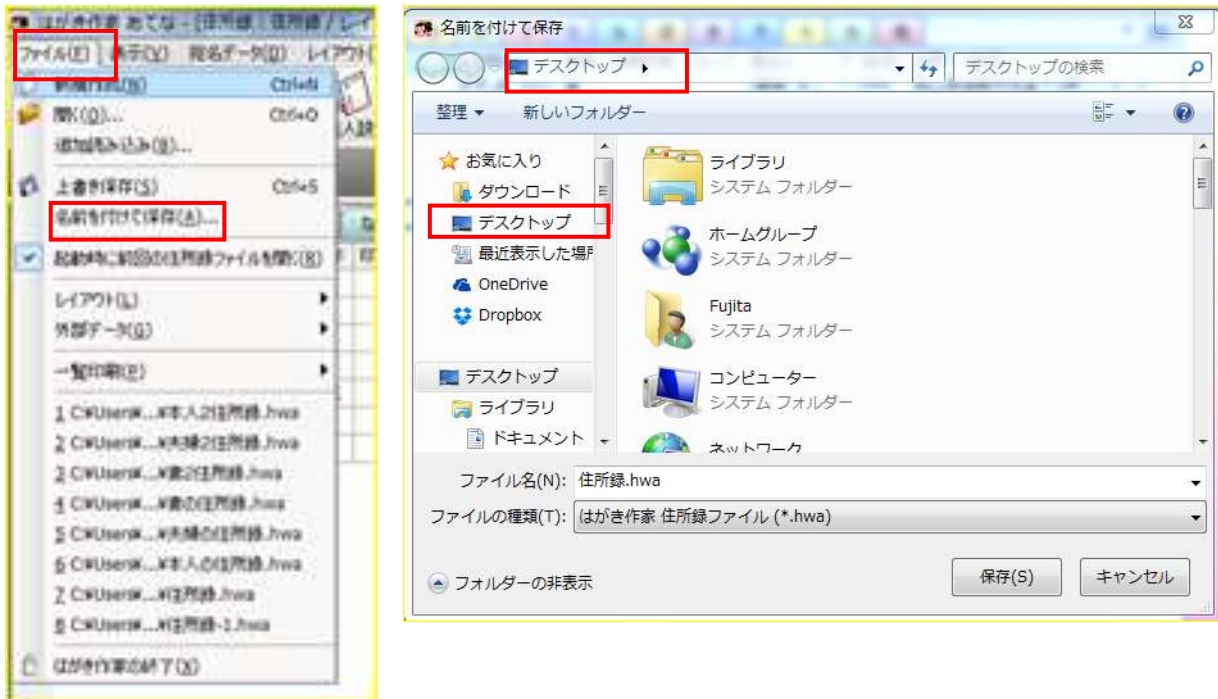 はがき作家 あてな - [住所録 : 住所録 / レイ
ファイル(F) 表示(V) 宛名データ(D) レイアウト(
新規作成(N) Ctrl+N
開く(O)... Ctrl+O
追加読み込み(B)...
上書き保存(S) Ctrl+S
名前を付けて保存(A)...
起動時に前回の住所録ファイルを開く(R)
レイアウト(L)
外部データ(G)
一覧印刷(P)
1 C:¥Users¥...¥本人2住所録.hwa
2 C:¥Users¥...¥夫婦2住所録.hwa
3 C:¥Users¥...¥妻2住所録.hwa
4 C:¥Users¥...¥妻の住所録.hwa
5 C:¥Users¥...¥夫婦の住所録.hwa
6 C:¥Users¥...¥本人の住所録.hwa
7 C:¥Users¥...¥住所録.hwa
8 C:¥Users¥...¥住所録-1.hwa
はがき作家の終了(X)
名前を付けて保存
デスクトップ
デスクトップの検索
整理 新しいフォルダー
お気に入り
ダウンロード
デスクトップ
最近表示した場所
OneDrive
Dropbox
デスクトップ
ライブラリ
ドキュメント
ライブラリ
システム フォルダー
ホームグループ
システム フォルダー
Fujita
システム フォルダー
コンピューター
システム フォルダー
ネットワーク
ファイル名(N): 住所録.hwa
ファイルの種類(T): はがき作家 住所録ファイル (*.hwa)
フォルダーの非表示
保存(S) キャンセル